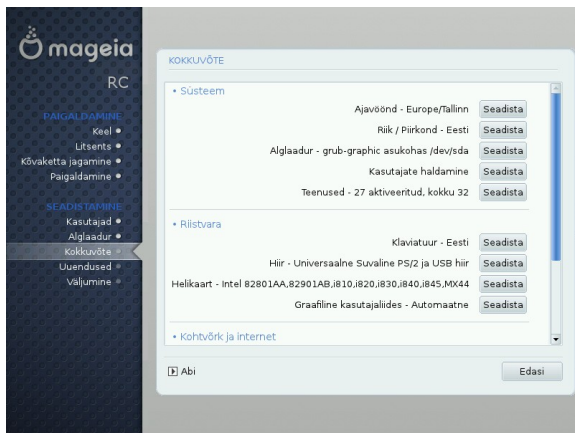 mageia
RC
PAIGALDAMINE
Keel
Litsents
Kõvaketta jagamine
Paigaldamine
SEADISTAMINE
Kasutajad
Alglaadur
Kokkuvõte
Uuendused
Väljumine
KOKKUVÕTE
• Süsteem
Ajavöönd - Europe/Tallinn Seadista
Riik / Piirkond - Eesti Seadista
Alglaadur - grub-graphic asukohas /dev/sda Seadista
Kasutajate haldamine Seadista
Teenused - 27 aktiveeritud, kokku 32 Seadista
• Riistvara
Klaviatuur - Eesti Seadista
Hiir - Universaalne Suvaline PS/2 ja USB hiir Seadista
Helikaart - Intel 82801AA,82901AB,i810,i820,i830,i840,i845,MX44 Seadista
Graafiline kasutajaliides - Automaatne Seadista
• Kohtvõrk ja internet
Abi
Edasi